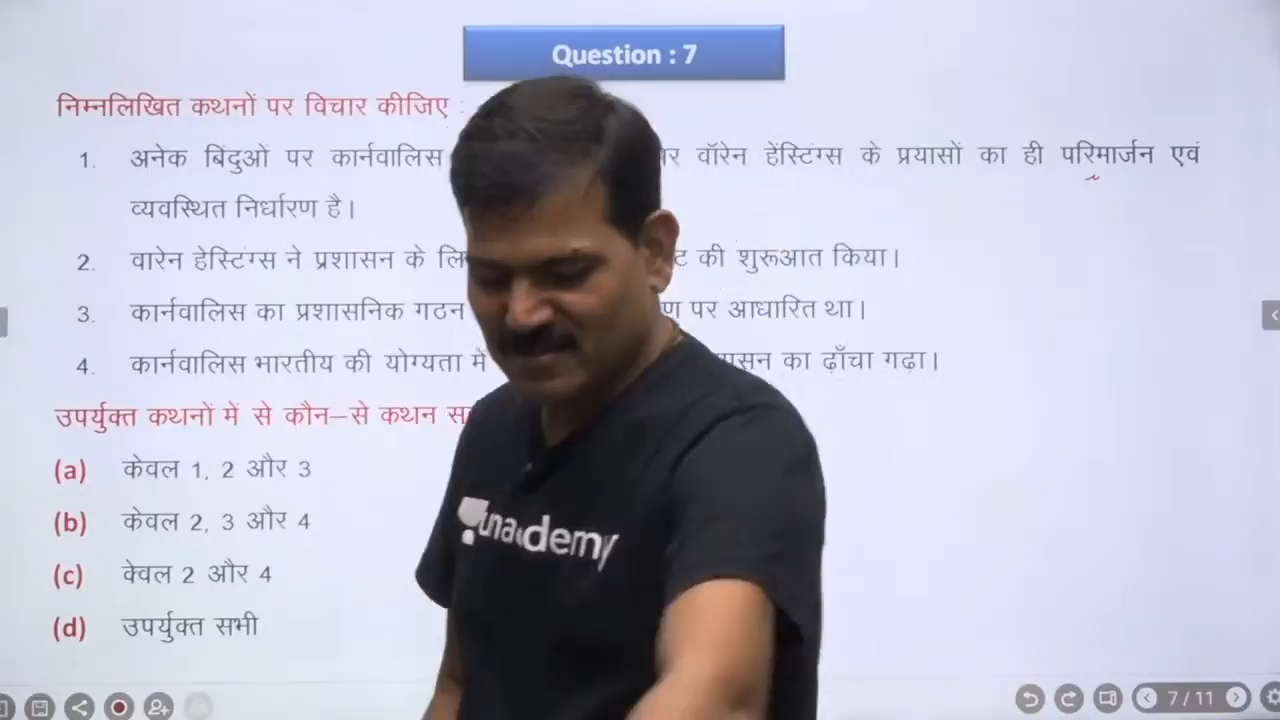 Question : 7
निम्नलिखित कथनों पर विचार कीजिए :
1. अनेक बिंदुओं पर कार्नवालिस वॉरेन हेंस्टिंग्स के प्रयासों का ही परिमार्जन एवं
व्यवस्थित निर्धारण है।
2. वारेन हेस्टिंग्स ने प्रशासन के की शुरूआत किया।
3. कार्नवालिस का प्रशासनिक गठन पर आधारित था।
4. कार्नवालिस भारतीय की योग्यता में का ढ़ाँचा गढ़ा।
उपर्युक्त कथनों में से कौन–से कथन
(a) केवल 1, 2 और 3
(b) केवल 2, 3 और 4
(c) केवल 2 और 4
(d) उपर्युक्त सभी
unacademy
7 / 11